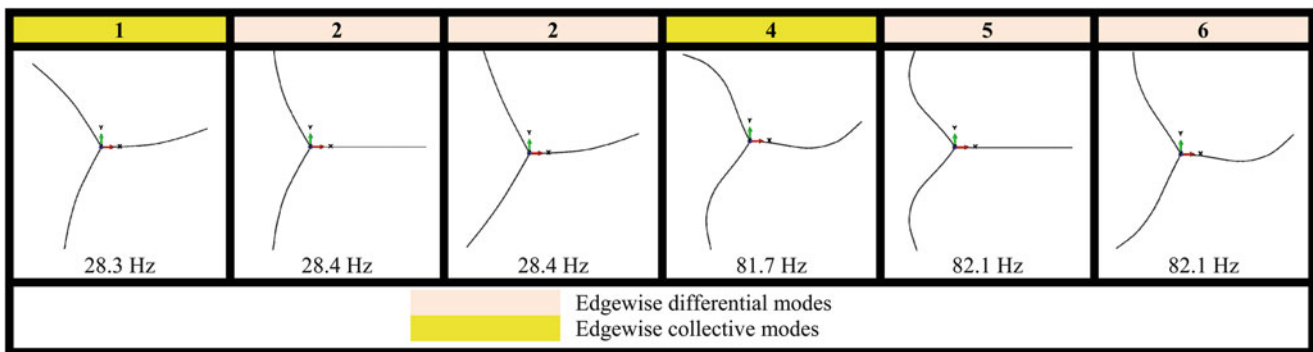 1 2 2 4 5 6
Y Y Y Y Y Y
X X X X X X
28.3 Hz 28.4 Hz 28.4 Hz 81.7 Hz 82.1 Hz 82.1 Hz
Edgewise differential modes
Edgewise collective modes